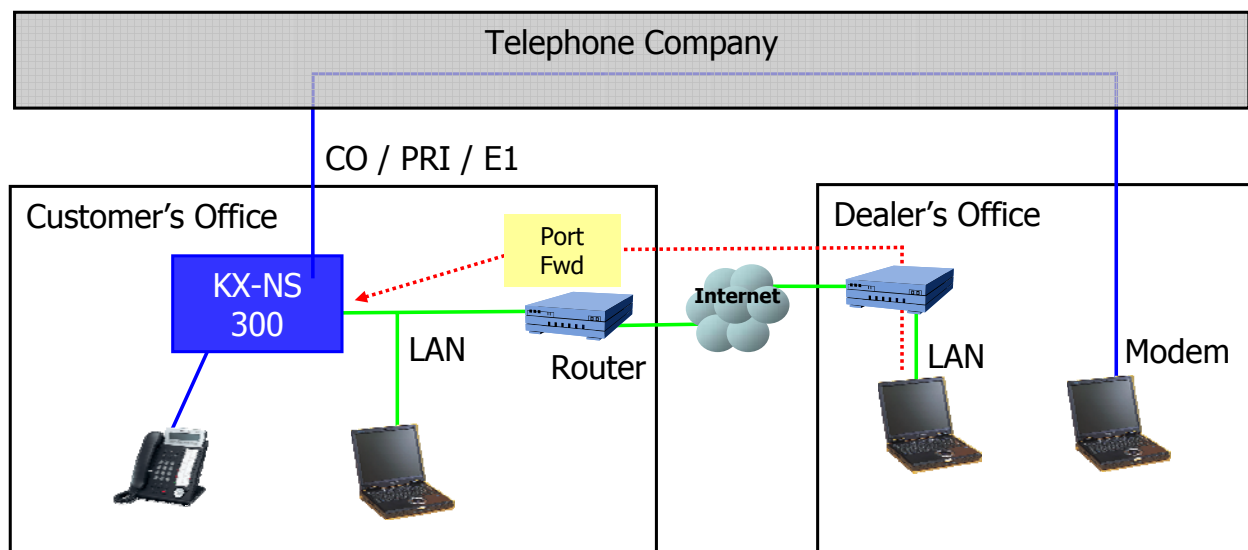 Telephone Company
CO / PRI / E1
Customer's Office
Port
Fwd
KX-NS
300
LAN
Router
Internet
Dealer's Office
LAN
Modem